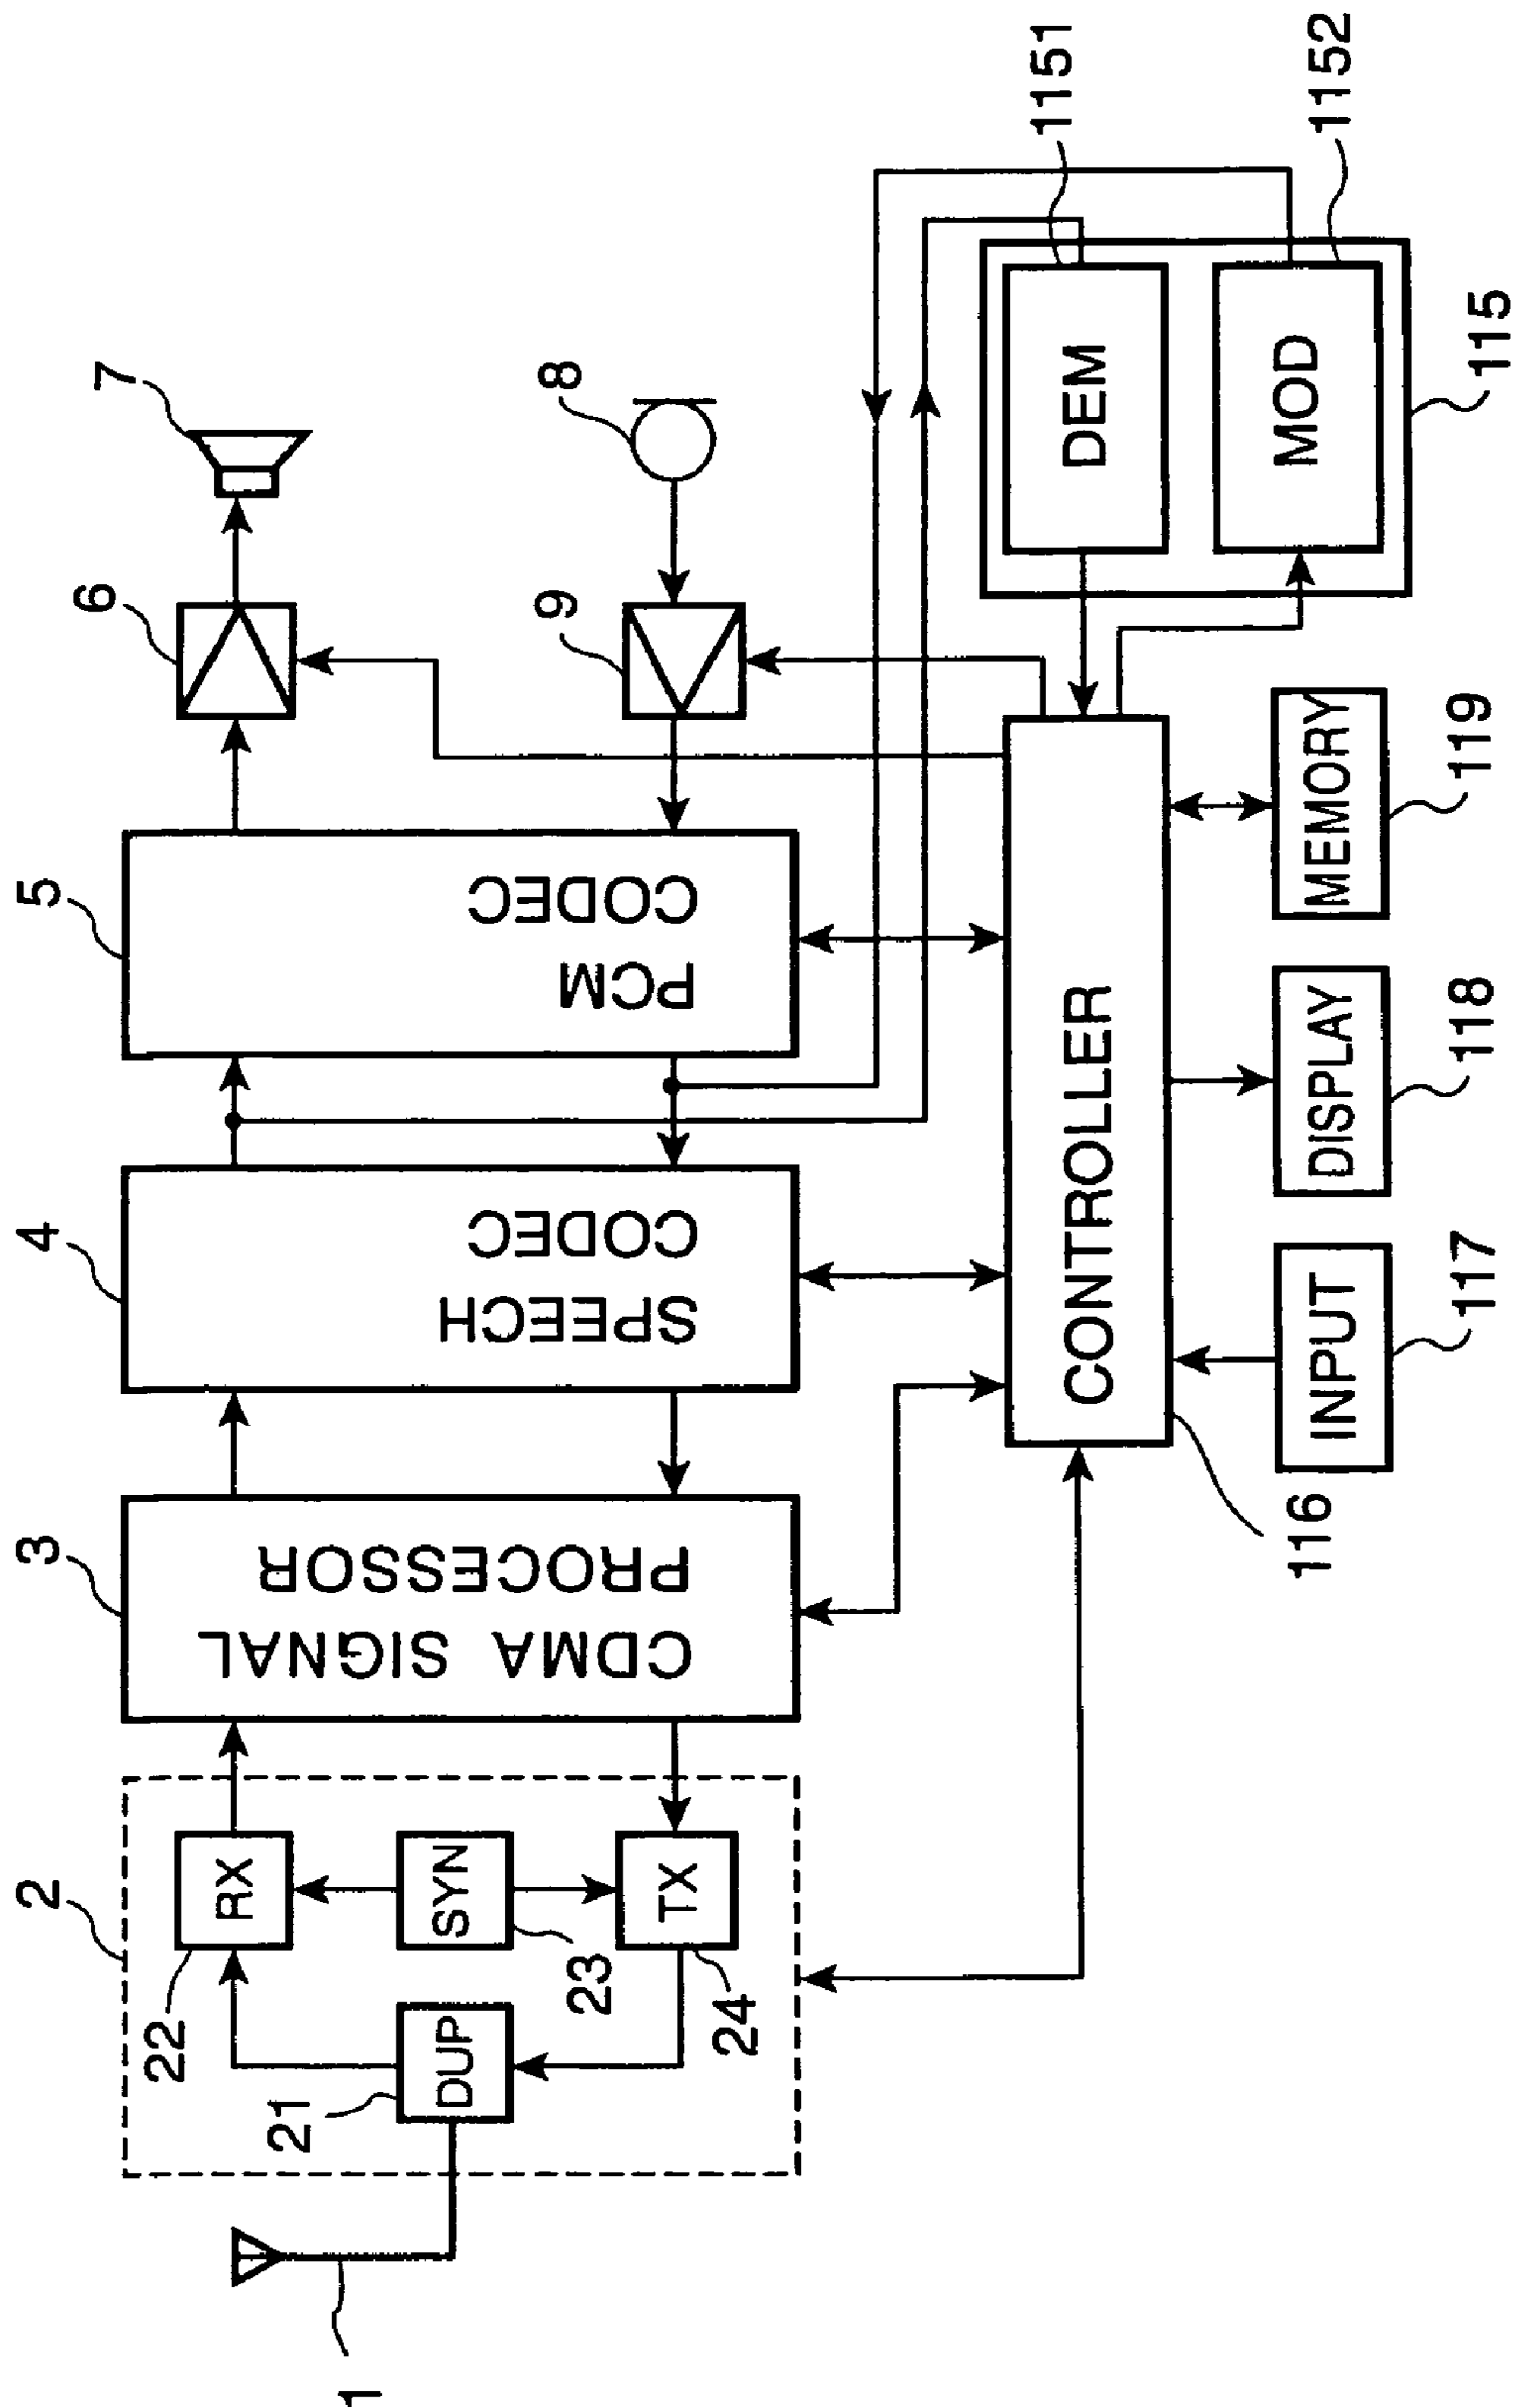 1
2
21
DUP
22
RX
SYN
23
TX
24
3
CDMA SIGNAL
PROCESSOR
4
SPEECH
CODEC
5
PCM
CODEC
6
7
8
9
CONTROLLER
116
INPUT
117
DISPLAY
118
MEMORY
119
DEM
1151
MOD
1152
115